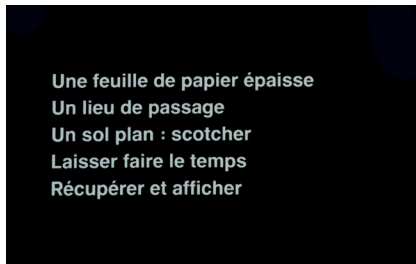 Une feuille de papier épaisse
Un lieu de passage
Un sol plan : scotcher
Laisser faire le temps
Récupérer et afficher